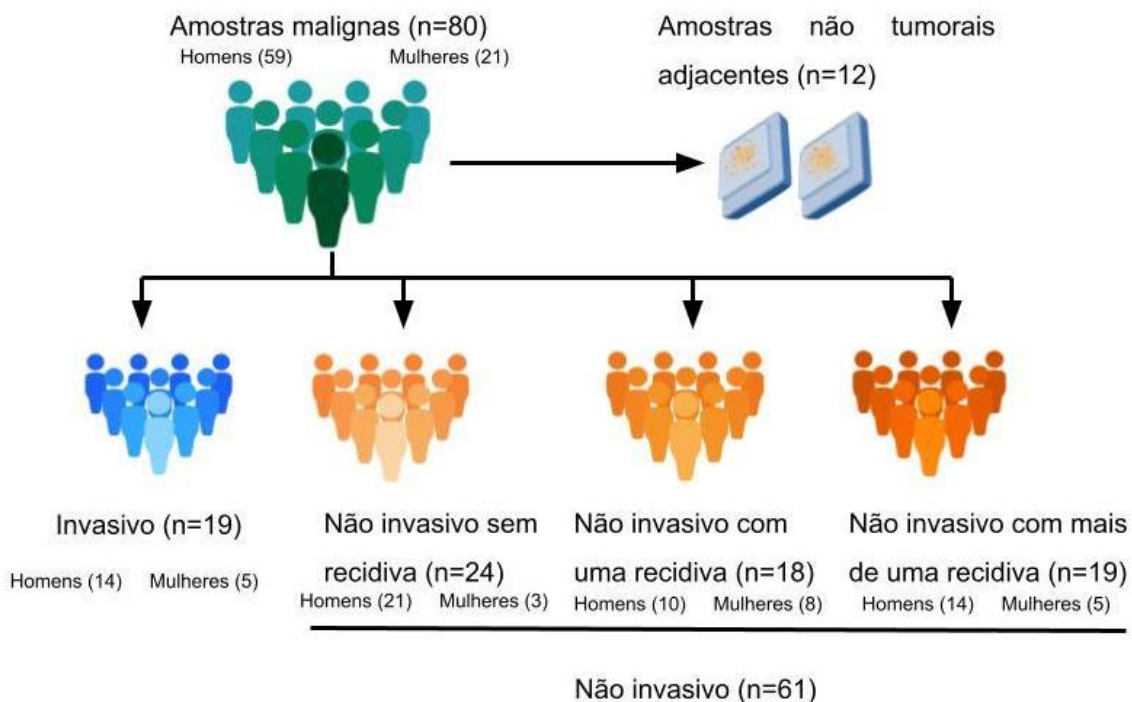 Amostras malignas (n=80)
Homens (59) Mulheres (21)
Amostras não tumorais
adjacentes (n=12)
Invasivo (n=19)
Homens (14) Mulheres (5)
Não invasivo sem
recidiva (n=24)
Homens (21) Mulheres (3)
Não invasivo com
uma recidiva (n=18)
Homens (10) Mulheres (8)
Não invasivo com mais
de uma recidiva (n=19)
Homens (14) Mulheres (5)
Não invasivo (n=61)